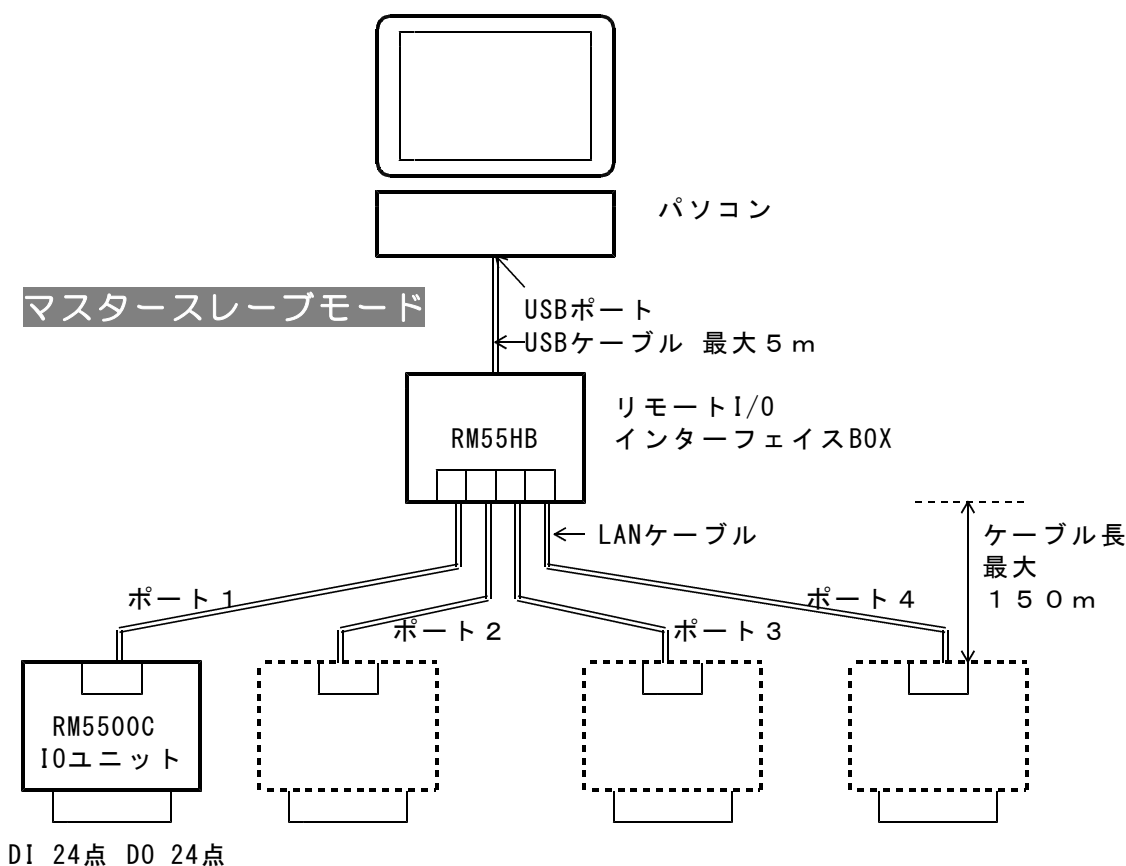 パソコン
マスタースレーブモード
USBポート
USBケーブル 最大5m
RM55HB
リモートI/O
インターフェイスBOX
LANケーブル
ケーブル長
最大
150m
ポート1
ポート2
ポート3
ポート4
RM5500C
IOユニット
DI 24点 DO 24点